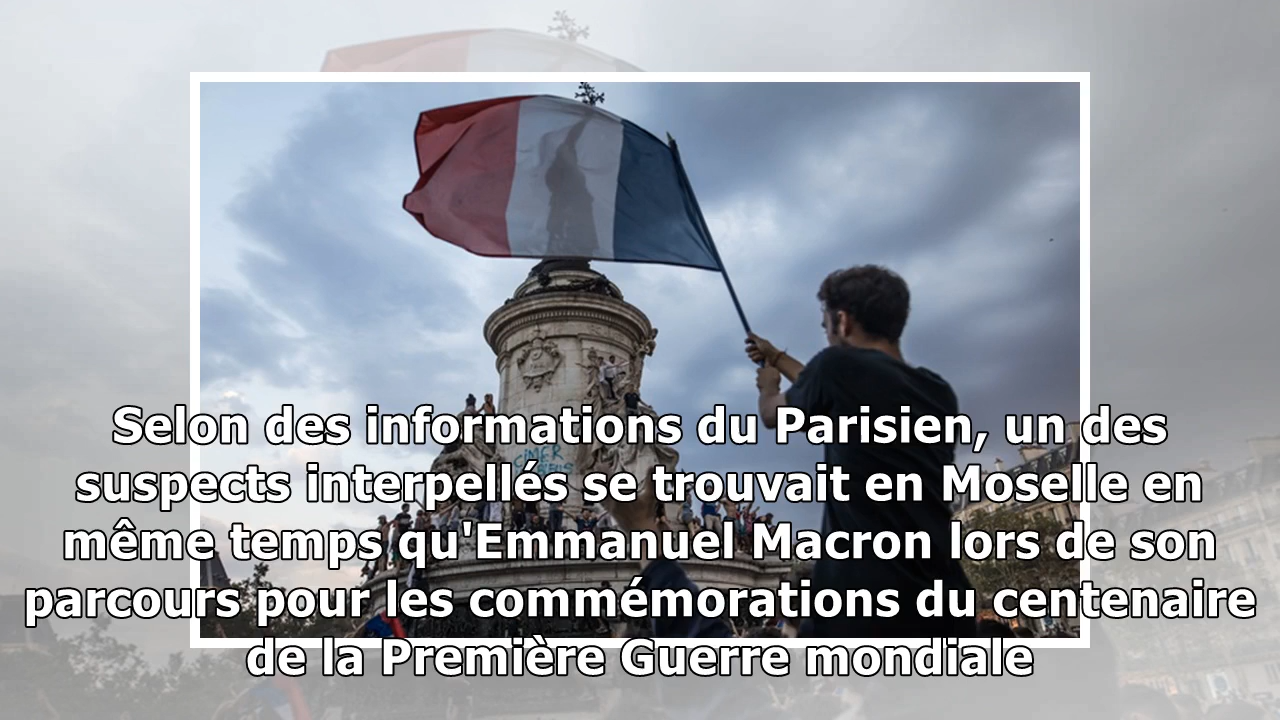 Selon des informations du Parisien, un des
suspects interpellés se trouvait en Moselle en
même temps qu'Emmanuel Macron lors de son
parcours pour les commémorations du centenaire
de la Première Guerre mondiale